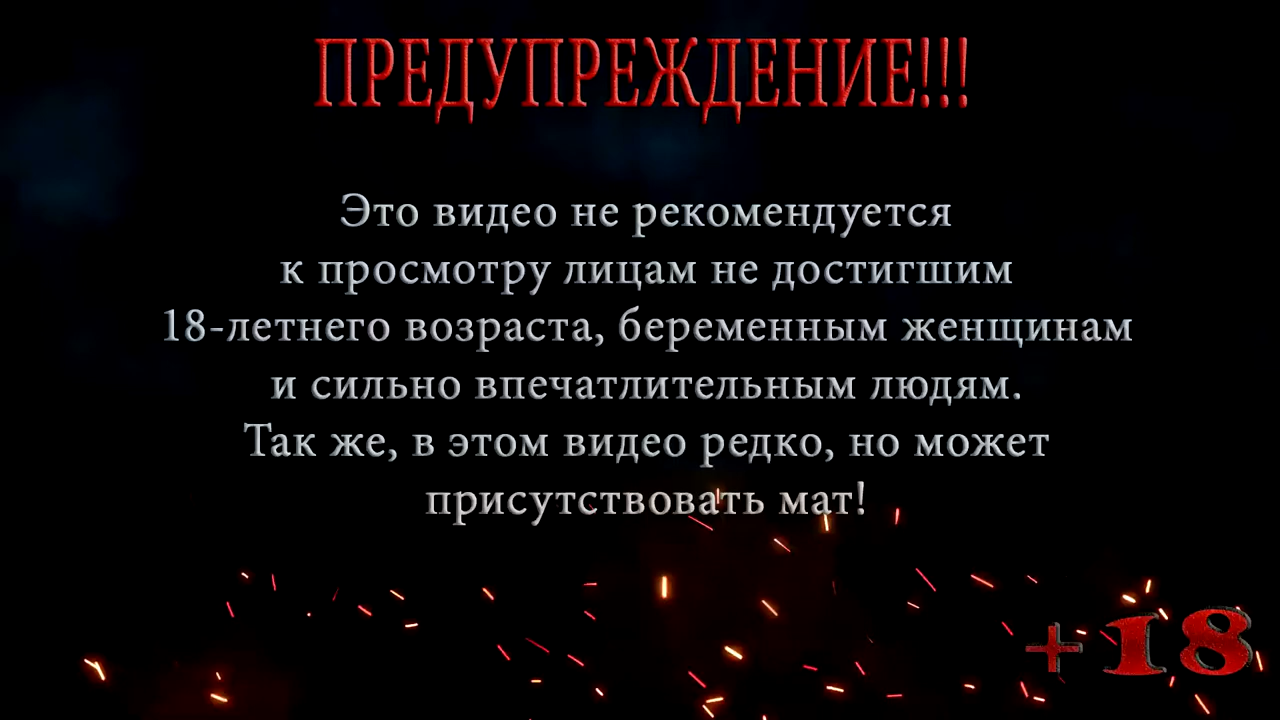 ПРЕДУПРЕЖДЕНИЕ!!!
Это видео не рекомендуется
к просмотру лицам не достигшим
18-летнего возраста, беременным женщинам
и сильно впечатлительным людям.
Так же, в этом видео редко, но может
присутствовать мат!
+18